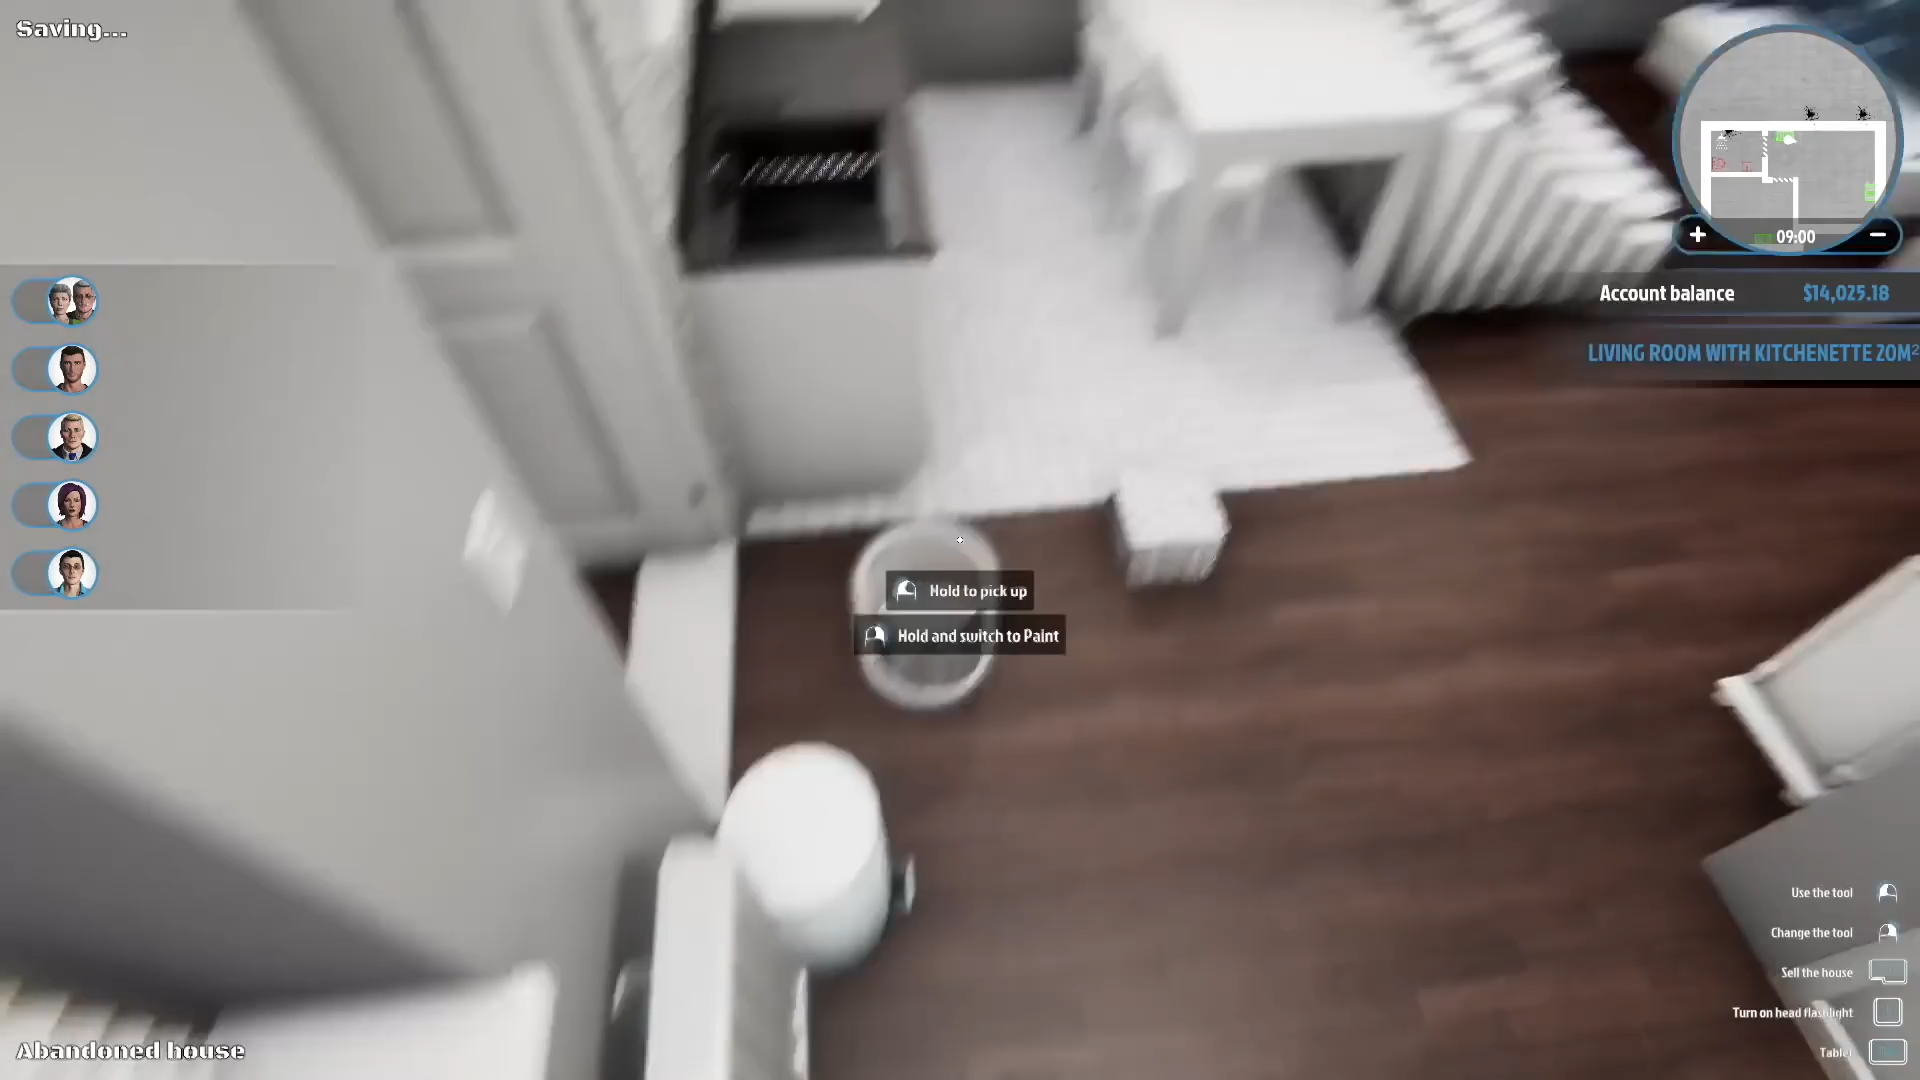 Saving...
09:00
Account balance $14,025.18
LIVING ROOM WITH KITCHENETTE 20M²
Hold to pick up
Hold and switch to Paint
Use the tool
Change the tool
Sell the house
Turn on head flashlight
Tablet
Abandoned house